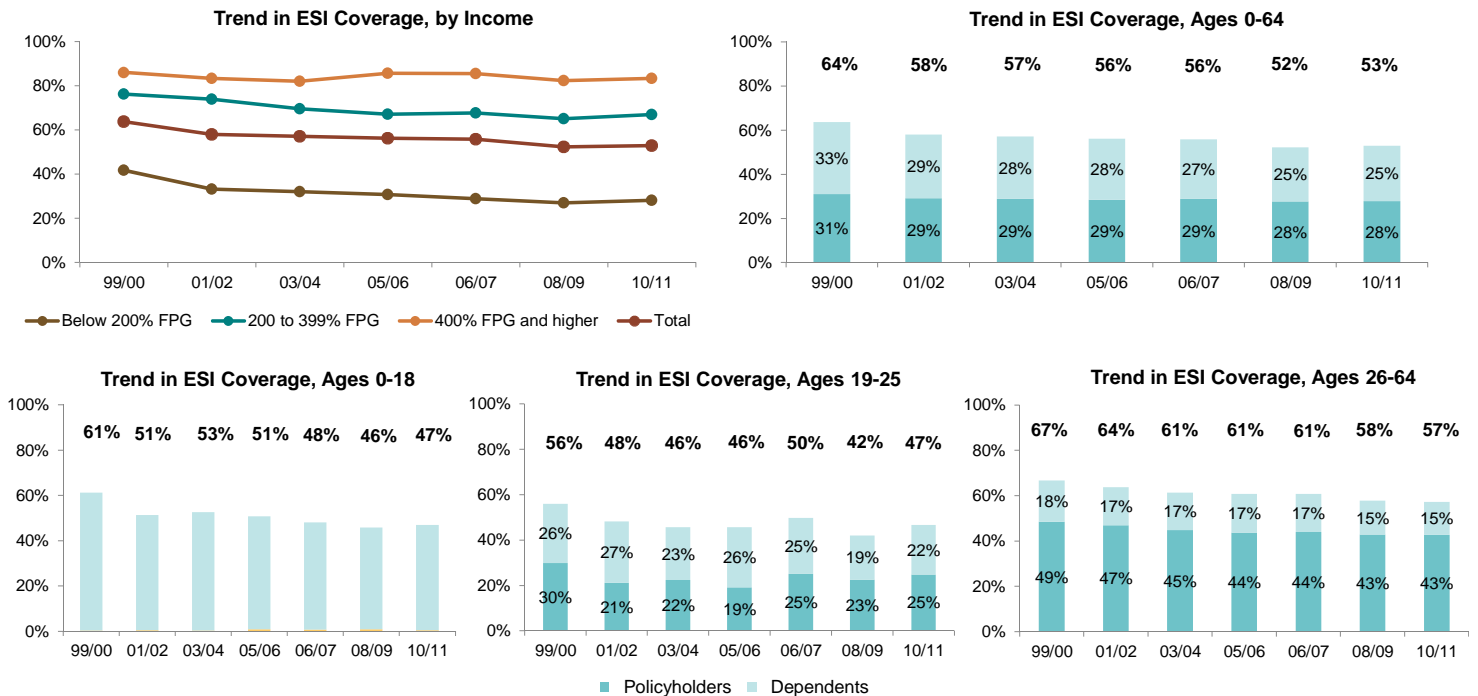 Trend in ESI Coverage, by Income
100%
80%
60%
40%
20%
0%
99/00 01/02 03/04 05/06 06/07 08/09 10/11
Below 200% FPG 200 to 399% FPG 400% FPG and higher Total
Trend in ESI Coverage, Ages 0-64
100%
64% 58% 57% 56% 56% 52% 53%
80%
60%
33% 29% 28% 28% 27% 25% 25%
40%
20%
31% 29% 29% 29% 29% 28% 28%
0%
99/00 01/02 03/04 05/06 06/07 08/09 10/11
Trend in ESI Coverage, Ages 0-18
100%
61% 51% 53% 51% 48% 46% 47%
80%
60%
40%
20%
0%
99/00 01/02 03/04 05/06 06/07 08/09 10/11
Trend in ESI Coverage, Ages 19-25
100%
56% 48% 46% 46% 50% 42% 47%
80%
60%
40%
26% 27% 23% 26% 25% 19% 22%
20%
30% 21% 22% 19% 25% 23% 25%
0%
99/00 01/02 03/04 05/06 06/07 08/09 10/11
Trend in ESI Coverage, Ages 26-64
100%
67% 64% 61% 61% 61% 58% 57%
80%
60%
18% 17% 17% 17% 17% 15% 15%
40%
20%
49% 47% 45% 44% 44% 43% 43%
0%
99/00 01/02 03/04 05/06 06/07 08/09 10/11
Policyholders Dependents